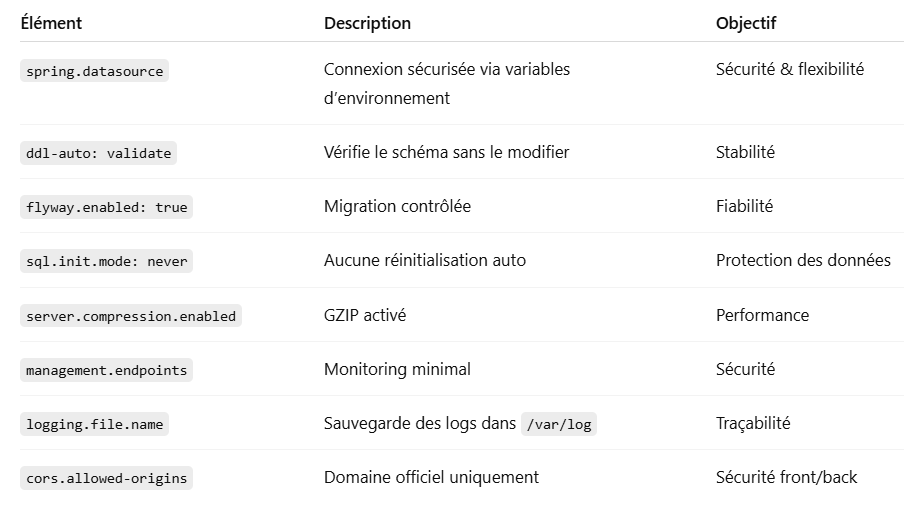 Élément Description Objectif
spring.datasource Connexion sécurisée via variables Sécurité & flexibilité
d’environnement
ddl-auto: validate Vérifie le schéma sans le modifier Stabilité
flyway.enabled: true Migration contrôlée Fiabilité
sql.init.mode: never Aucune réinitialisation auto Protection des données
server.compression.enabled GZIP activé Performance
management.endpoints Monitoring minimal Sécurité
logging.file.name Sauvegarde des logs dans /var/log Traçabilité
cors.allowed-origins Domaine officiel uniquement Sécurité front/back